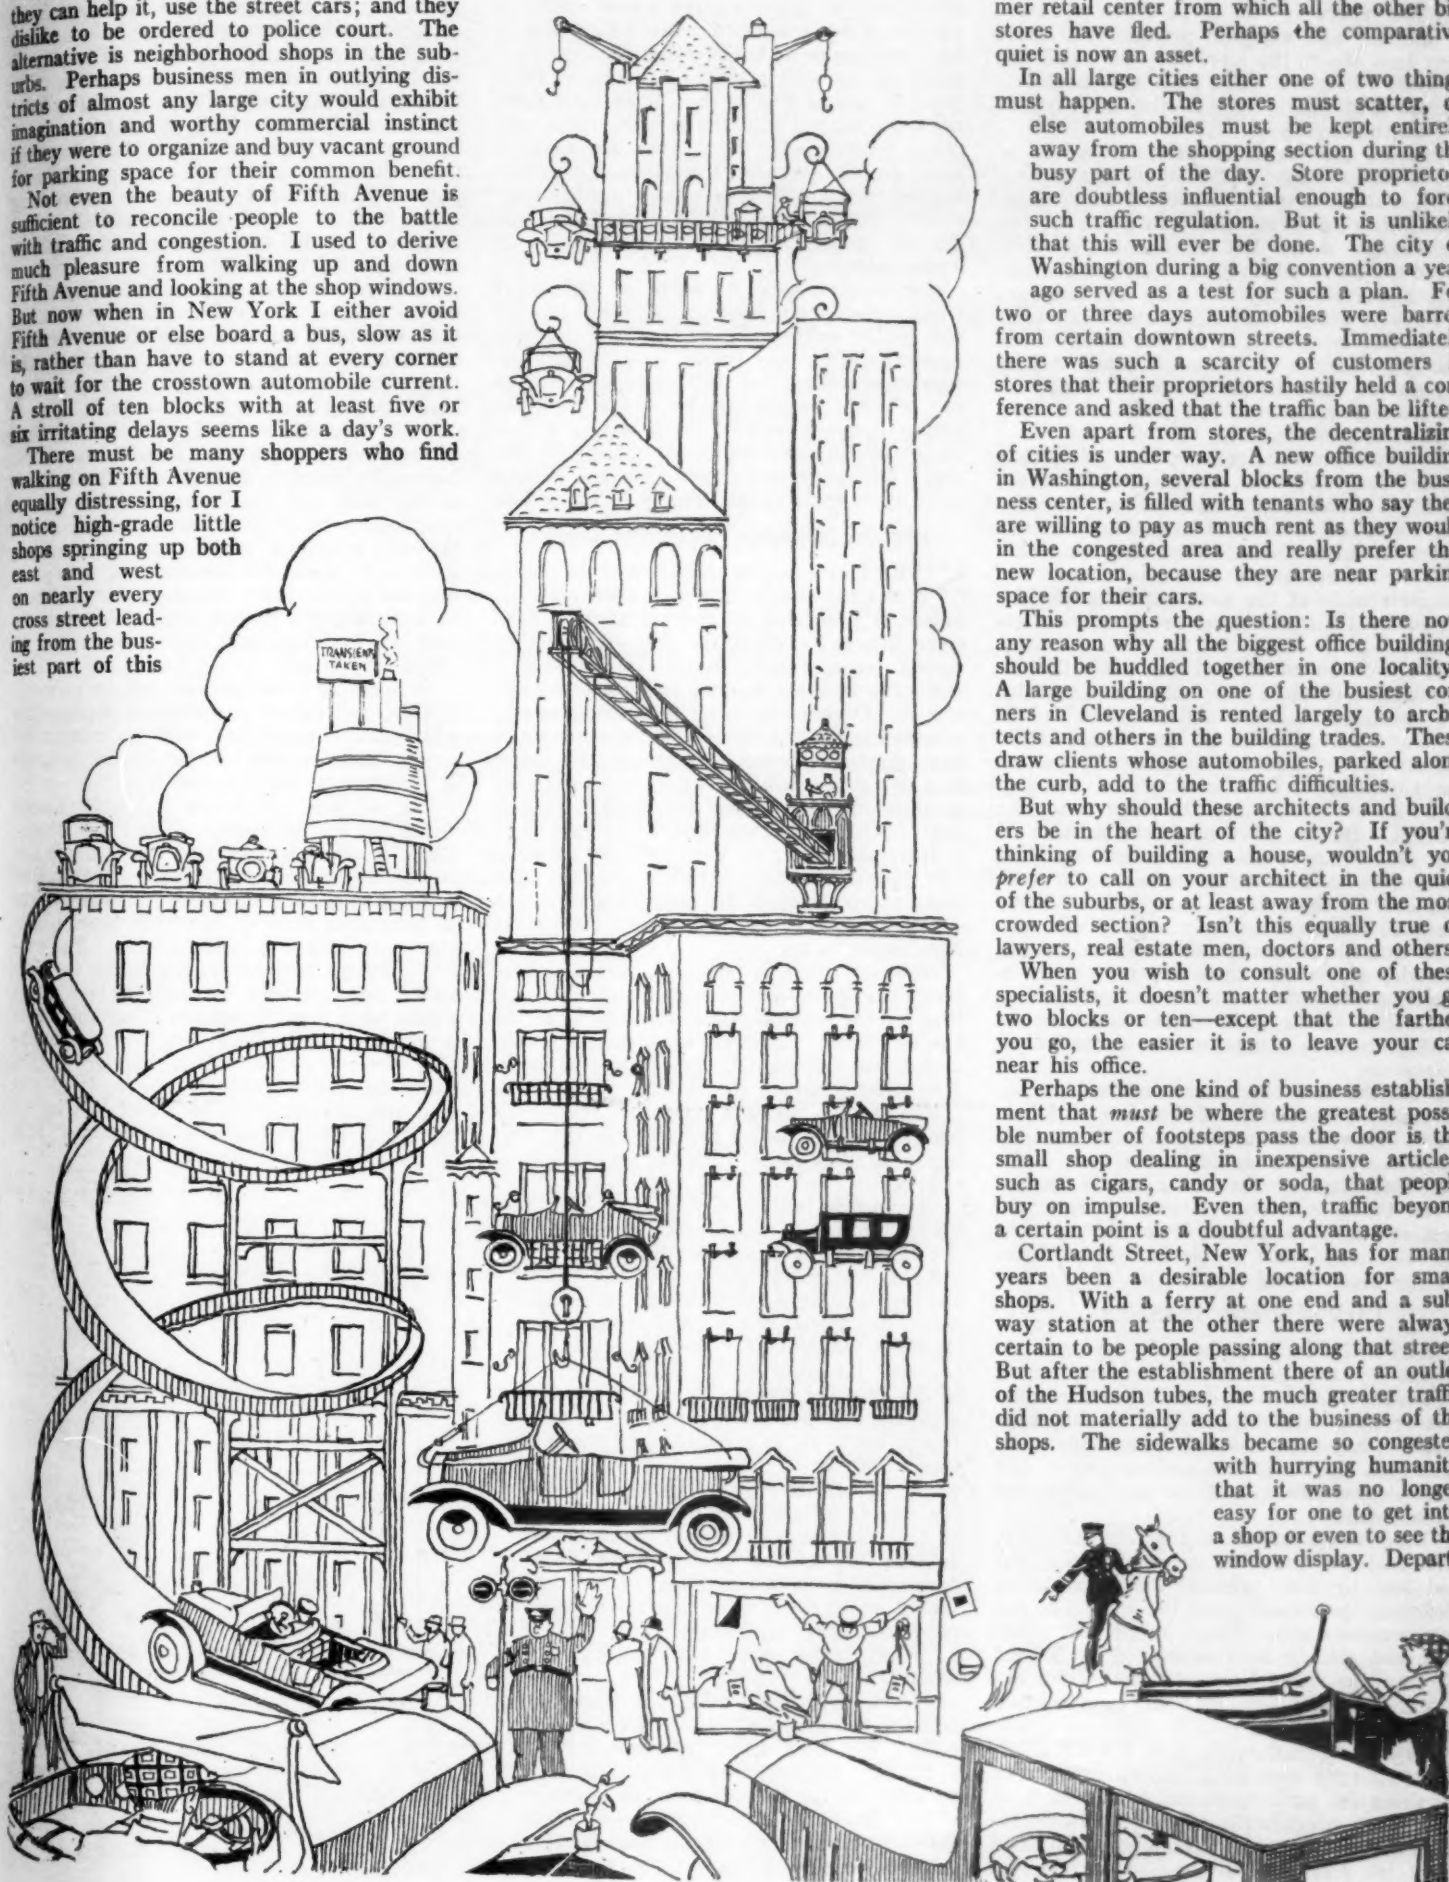 they can help it, use the street cars; and they
dislike to be ordered to police court. The
alternative is neighborhood shops in the sub-
urbs. Perhaps business men in outlying dis-
tricts of almost any large city would exhibit
imagination and worthy commercial instinct
if they were to organize and buy vacant ground
for parking space for their common benefit.
Not even the beauty of Fifth Avenue is
sufficient to reconcile people to the battle
with traffic and congestion. I used to derive
much pleasure from walking up and down
Fifth Avenue and looking at the shop windows.
But now when in New York I either avoid
Fifth Avenue or else board a bus, slow as it
is, rather than have to stand at every corner
to wait for the crosstown automobile current.
A stroll of ten blocks with at least five or
six irritating delays seems like a day's work.
There must be many shoppers who find
walking on Fifth Avenue
equally distressing, for I
notice high-grade little
shops springing up both
east and west
on nearly every
cross street lead-
ing from the bus-
iest part of this
TRANSIENTS
TAKEN
mer retail center from which all the other bi
stores have fled. Perhaps the comparativ
quiet is now an asset.
In all large cities either one of two thing
must happen. The stores must scatter, o
else automobiles must be kept entirel
away from the shopping section during th
busy part of the day. Store proprietor
are doubtless influential enough to forc
such traffic regulation. But it is unlikel
that this will ever be done. The city o
Washington during a big convention a yea
ago served as a test for such a plan. Fo
two or three days automobiles were barre
from certain downtown streets. Immediatel
there was such a scarcity of customers i
stores that their proprietors hastily held a con
ference and asked that the traffic ban be lifte
Even apart from stores, the decentralizin
of cities is under way. A new office buildin
in Washington, several blocks from the busi
ness center, is filled with tenants who say the
are willing to pay as much rent as they woul
in the congested area and really prefer th
new location, because they are near parkin
space for their cars.
This prompts the question: Is there no
any reason why all the biggest office building
should be huddled together in one locality
A large building on one of the busiest cor
ners in Cleveland is rented largely to archi
tects and others in the building trades. Thes
draw clients whose automobiles, parked alon
the curb, add to the traffic difficulties.
But why should these architects and build
ers be in the heart of the city? If you'r
thinking of building a house, wouldn't yo
prefer to call on your architect in the quie
of the suburbs, or at least away from the mos
crowded section? Isn't this equally true o
lawyers, real estate men, doctors and others
When you wish to consult one of thes
specialists, it doesn't matter whether you g
two blocks or ten—except that the farthe
you go, the easier it is to leave your ca
near his office.
Perhaps the one kind of business establish
ment that must be where the greatest possi
ble number of footsteps pass the door is th
small shop dealing in inexpensive article
such as cigars, candy or soda, that peopl
buy on impulse. Even then, traffic beyon
a certain point is a doubtful advantage.
Cortlandt Street, New York, has for man
years been a desirable location for smal
shops. With a ferry at one end and a sub
way station at the other there were alway
certain to be people passing along that stree
But after the establishment there of an outle
of the Hudson tubes, the much greater traffi
did not materially add to the business of th
shops. The sidewalks became so congeste
with hurrying humanit
that it was no longe
easy for one to get int
a shop or even to see th
window display. Depart